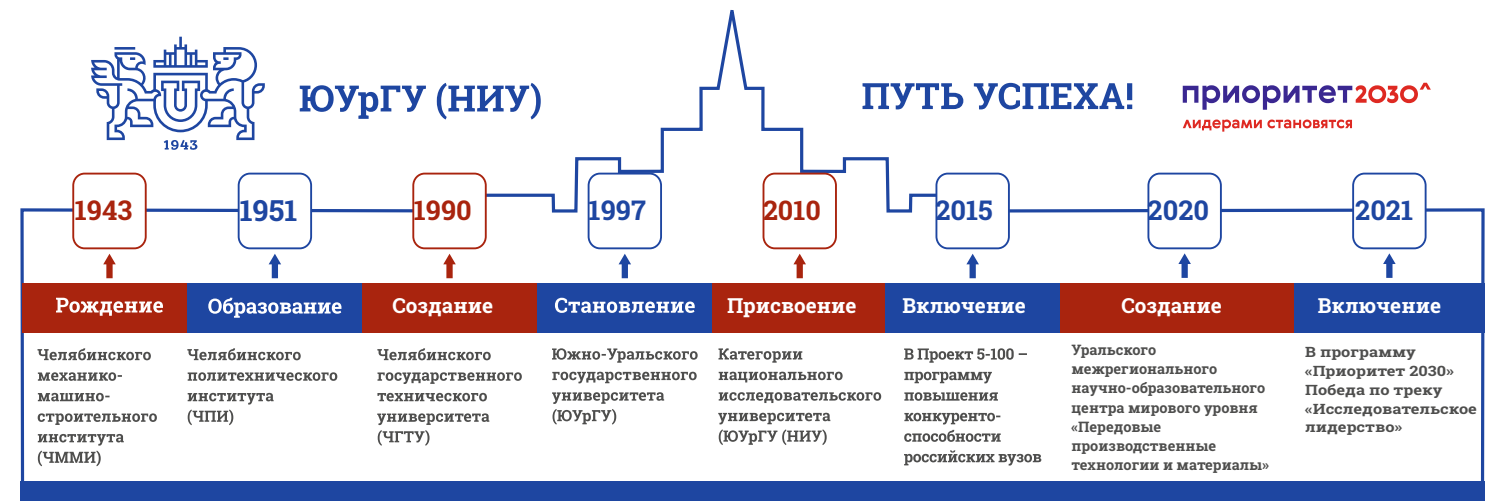 1943
ЮУрГУ (НИУ)
ПУТЬ УСПЕХА!
приоритет2030^
лидерами становятся
1943
1951
1990
1997
2010
2015
2020
2021
Рождение
Образование
Создание
Становление
Присвоение
Включение
Создание
Включение
Челябинского
механико-
машино-
строительного
института
(ЧММИ)
Челябинского
политехнического
института
(ЧПИ)
Челябинского
государственного
технического
университета
(ЧГТУ)
Южно-Уральского
государственного
университета
(ЮУрГУ)
Категории
национального
исследовательского
университета
(ЮУрГУ (НИУ)
В Проект 5-100 –
программу
повышения
конкуренто-
способности
российских вузов
Уральского
межрегионального
научно-образовательного
центра мирового уровня
«Передовые
производственные
технологии и материалы»
В программу
«Приоритет 2030»
Победа по треку
«Исследовательское
лидерство»